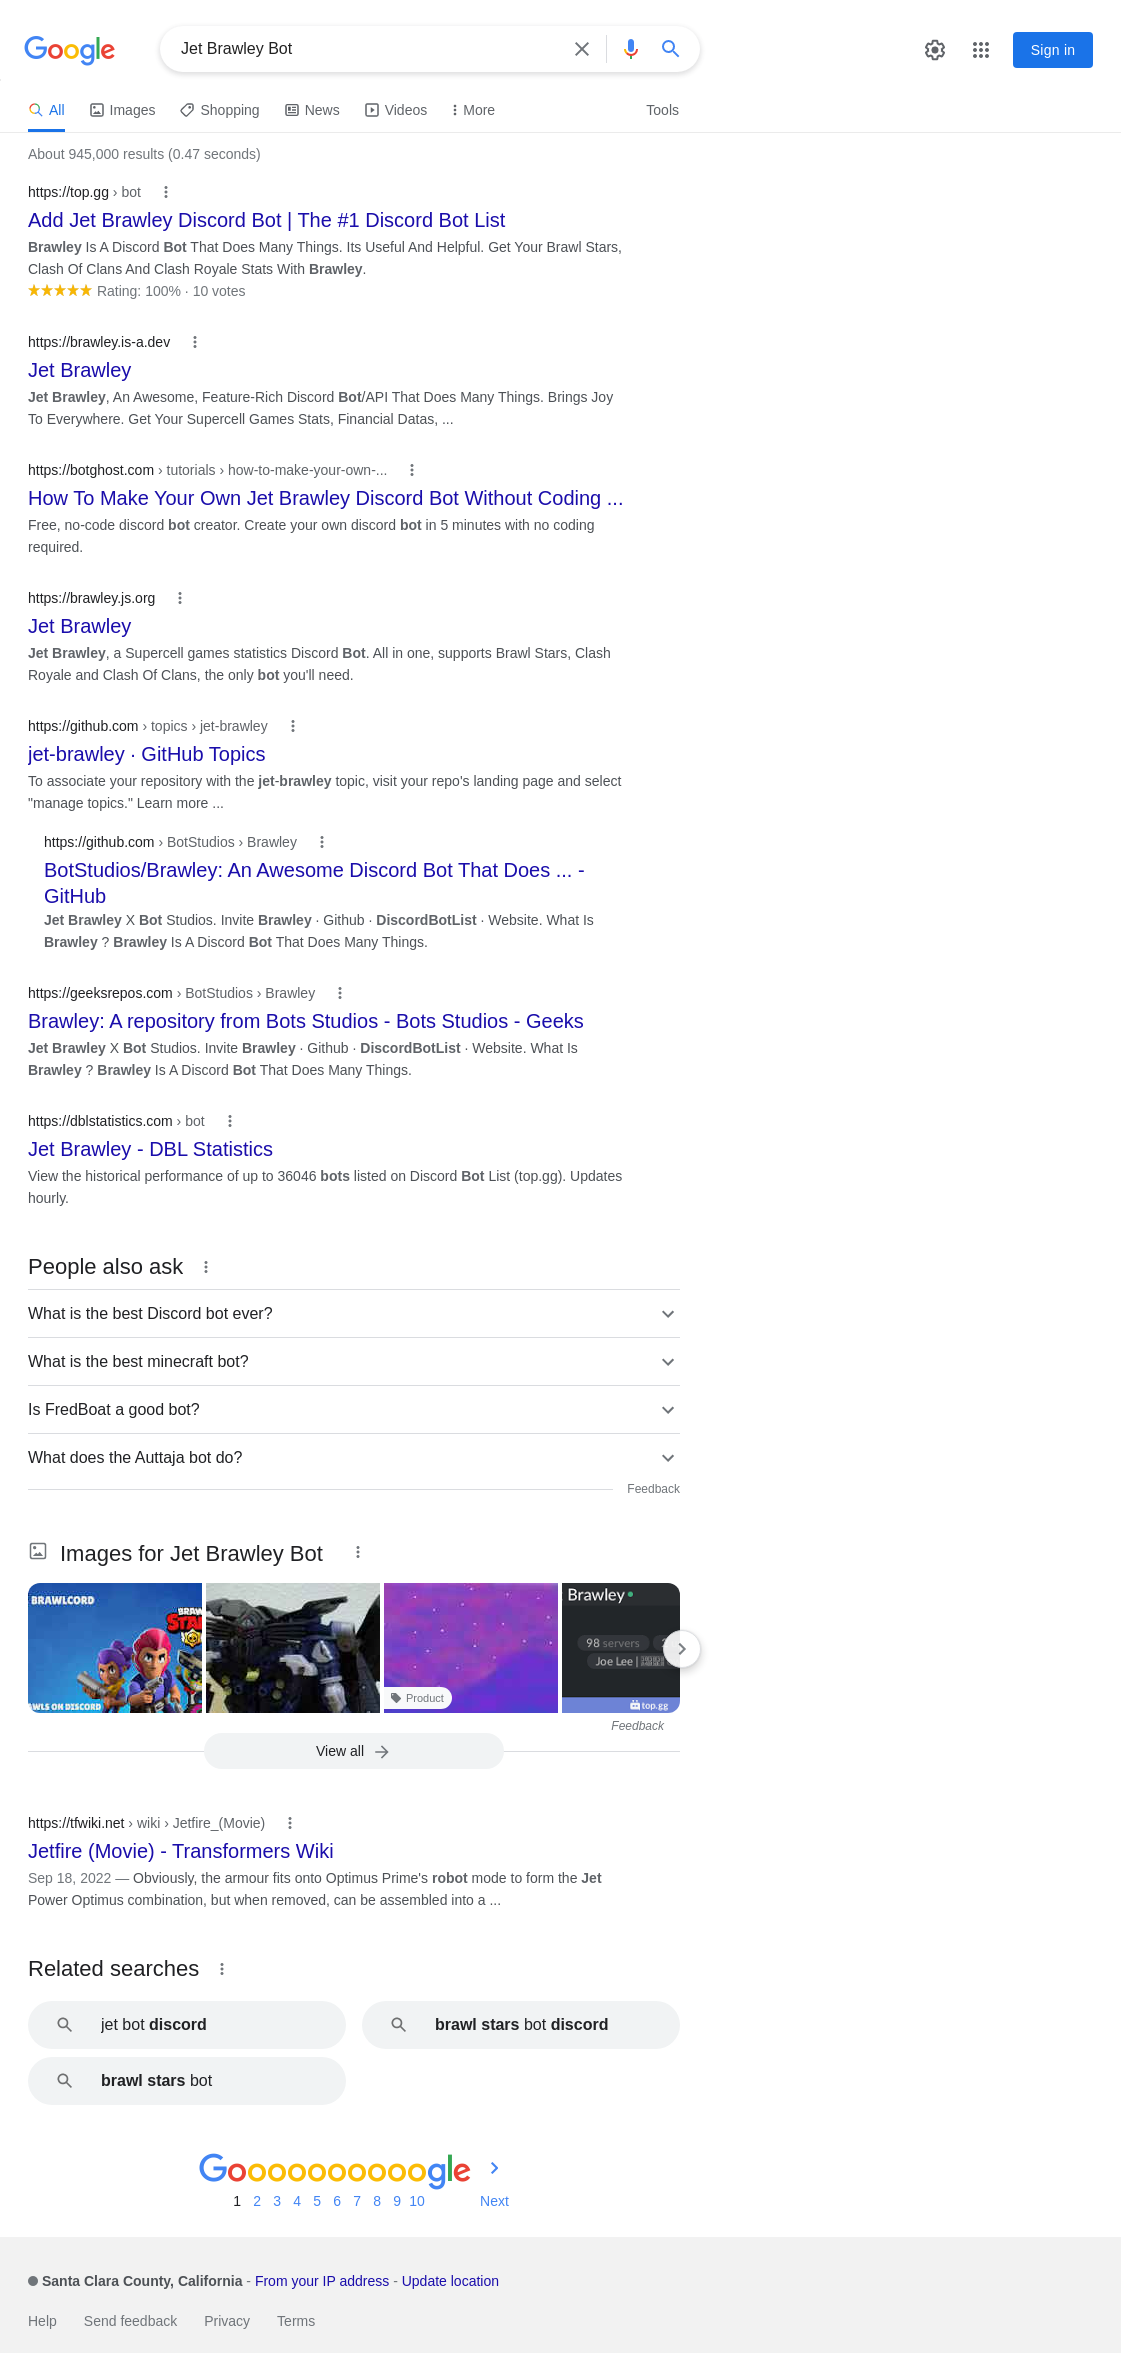 Google
Jet Brawley Bot
Sign in
All
Images
Shopping
News
Videos
More
Tools
About 945,000 results (0.47 seconds)
https://top.gg › bot
Add Jet Brawley Discord Bot | The #1 Discord Bot List
Brawley Is A Discord Bot That Does Many Things. Its Useful And Helpful. Get Your Brawl Stars,
Clash Of Clans And Clash Royale Stats With Brawley.
Rating: 100% · 10 votes
https://brawley.is-a.dev
Jet Brawley
Jet Brawley, An Awesome, Feature-Rich Discord Bot/API That Does Many Things. Brings Joy
To Everywhere. Get Your Supercell Games Stats, Financial Datas, ...
https://botghost.com › tutorials › how-to-make-your-own-...
How To Make Your Own Jet Brawley Discord Bot Without Coding ...
Free, no-code discord bot creator. Create your own discord bot in 5 minutes with no coding
required.
https://brawley.js.org
Jet Brawley
Jet Brawley, a Supercell games statistics Discord Bot. All in one, supports Brawl Stars, Clash
Royale and Clash Of Clans, the only bot you'll need.
https://github.com › topics › jet-brawley
jet-brawley · GitHub Topics
To associate your repository with the jet-brawley topic, visit your repo's landing page and select
"manage topics." Learn more ...
https://github.com › BotStudios › Brawley
BotStudios/Brawley: An Awesome Discord Bot That Does ... -
GitHub
Jet Brawley X Bot Studios. Invite Brawley · Github · DiscordBotList · Website. What Is
Brawley ? Brawley Is A Discord Bot That Does Many Things.
https://geeksrepos.com › BotStudios › Brawley
Brawley: A repository from Bots Studios - Bots Studios - Geeks
Jet Brawley X Bot Studios. Invite Brawley · Github · DiscordBotList · Website. What Is
Brawley ? Brawley Is A Discord Bot That Does Many Things.
https://dblstatistics.com › bot
Jet Brawley - DBL Statistics
View the historical performance of up to 36046 bots listed on Discord Bot List (top.gg). Updates
hourly.
People also ask
What is the best Discord bot ever?
What is the best minecraft bot?
Is FredBoat a good bot?
What does the Auttaja bot do?
Feedback
Images for Jet Brawley Bot
BRAWLCORD
BRAW
STA
AWLS ON DISCORD
Product
Brawley
98 servers
Joe Lee |
top.gg
Feedback
View all
https://tfwiki.net › wiki › Jetfire_(Movie)
Jetfire (Movie) - Transformers Wiki
Sep 18, 2022 — Obviously, the armour fits onto Optimus Prime's robot mode to form the Jet
Power Optimus combination, but when removed, can be assembled into a ...
Related searches
jet bot discord
brawl stars bot discord
brawl stars bot
Goooooooooogle
1 2 3 4 5 6 7 8 9 10 Next
Santa Clara County, California - From your IP address - Update location
Help Send feedback Privacy Terms